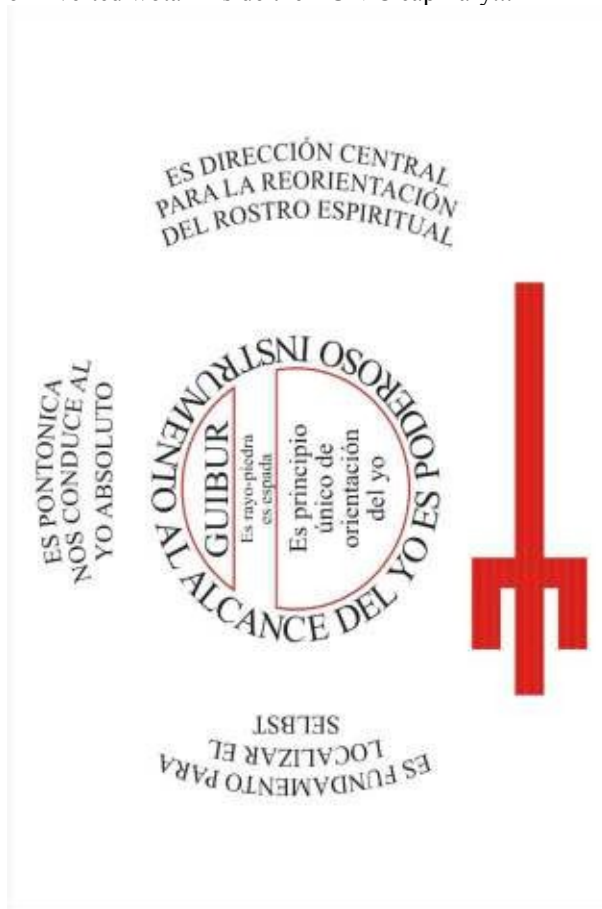 ES DIRECCIÓN CENTRAL
PARA LA REORIENTACIÓN
DEL ROSTRO ESPIRITUAL
ES PONTONICA
NOS CONDUCE AL
YO ABSOLUTO
ES PODEROSO INSTRUMENTO AL ALCANCE DEL YO
GUIBUR
Es rayo-piedra
es espada
Es principio
único de
orientación
del yo
ES FUNDAMENTO PARA
LOCALIZAR EL
SELBST